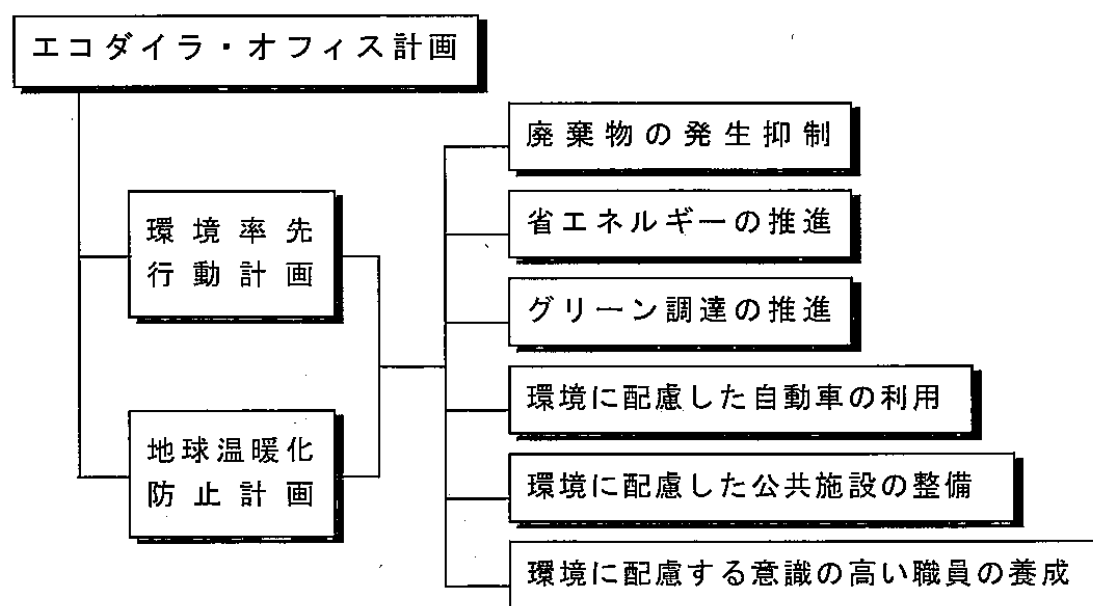 エコダイラ・オフィス計画
環境率先
行動計画
地球温暖化
防止計画
廃棄物の発生抑制
省エネルギーの推進
グリーン調達の推進
環境に配慮した自動車の利用
環境に配慮した公共施設の整備
環境に配慮する意識の高い職員の養成